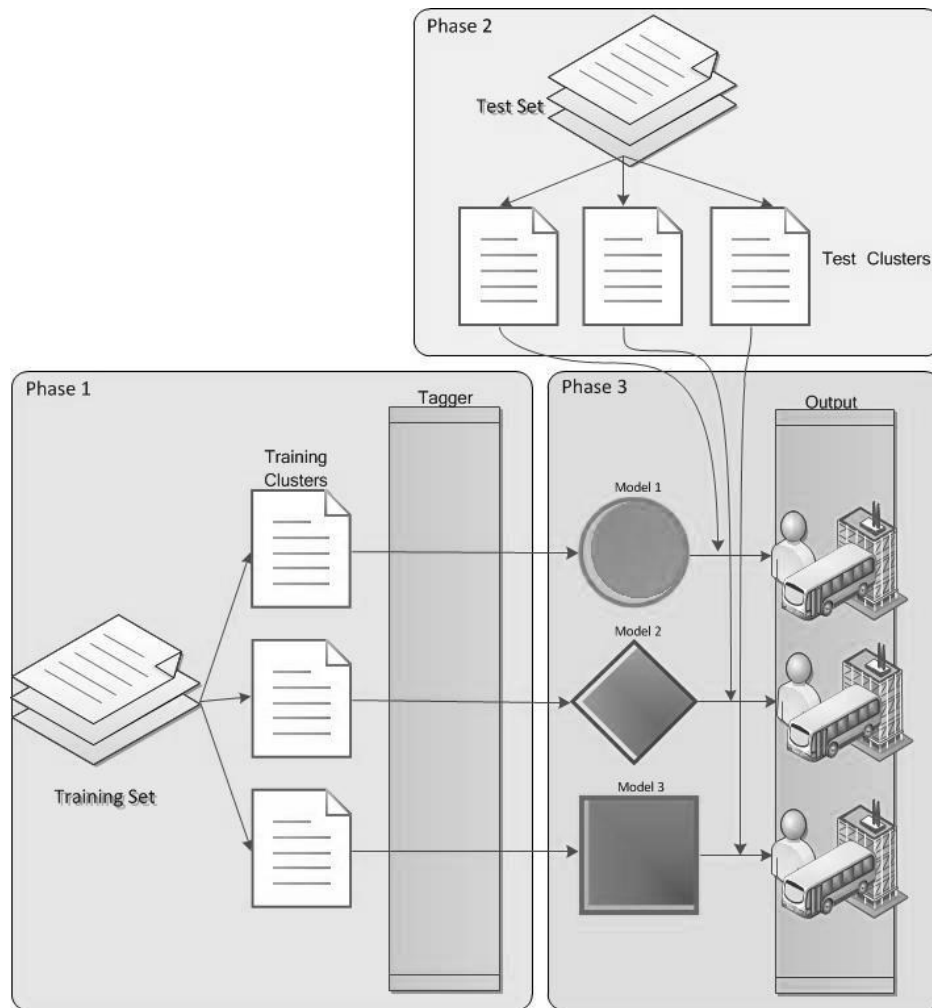 Phase 2
Test Set
Test Clusters
Phase 1
Tagger
Training
Clusters
Training Set
Phase 3
Output
Model 1
Model 2
Model 3